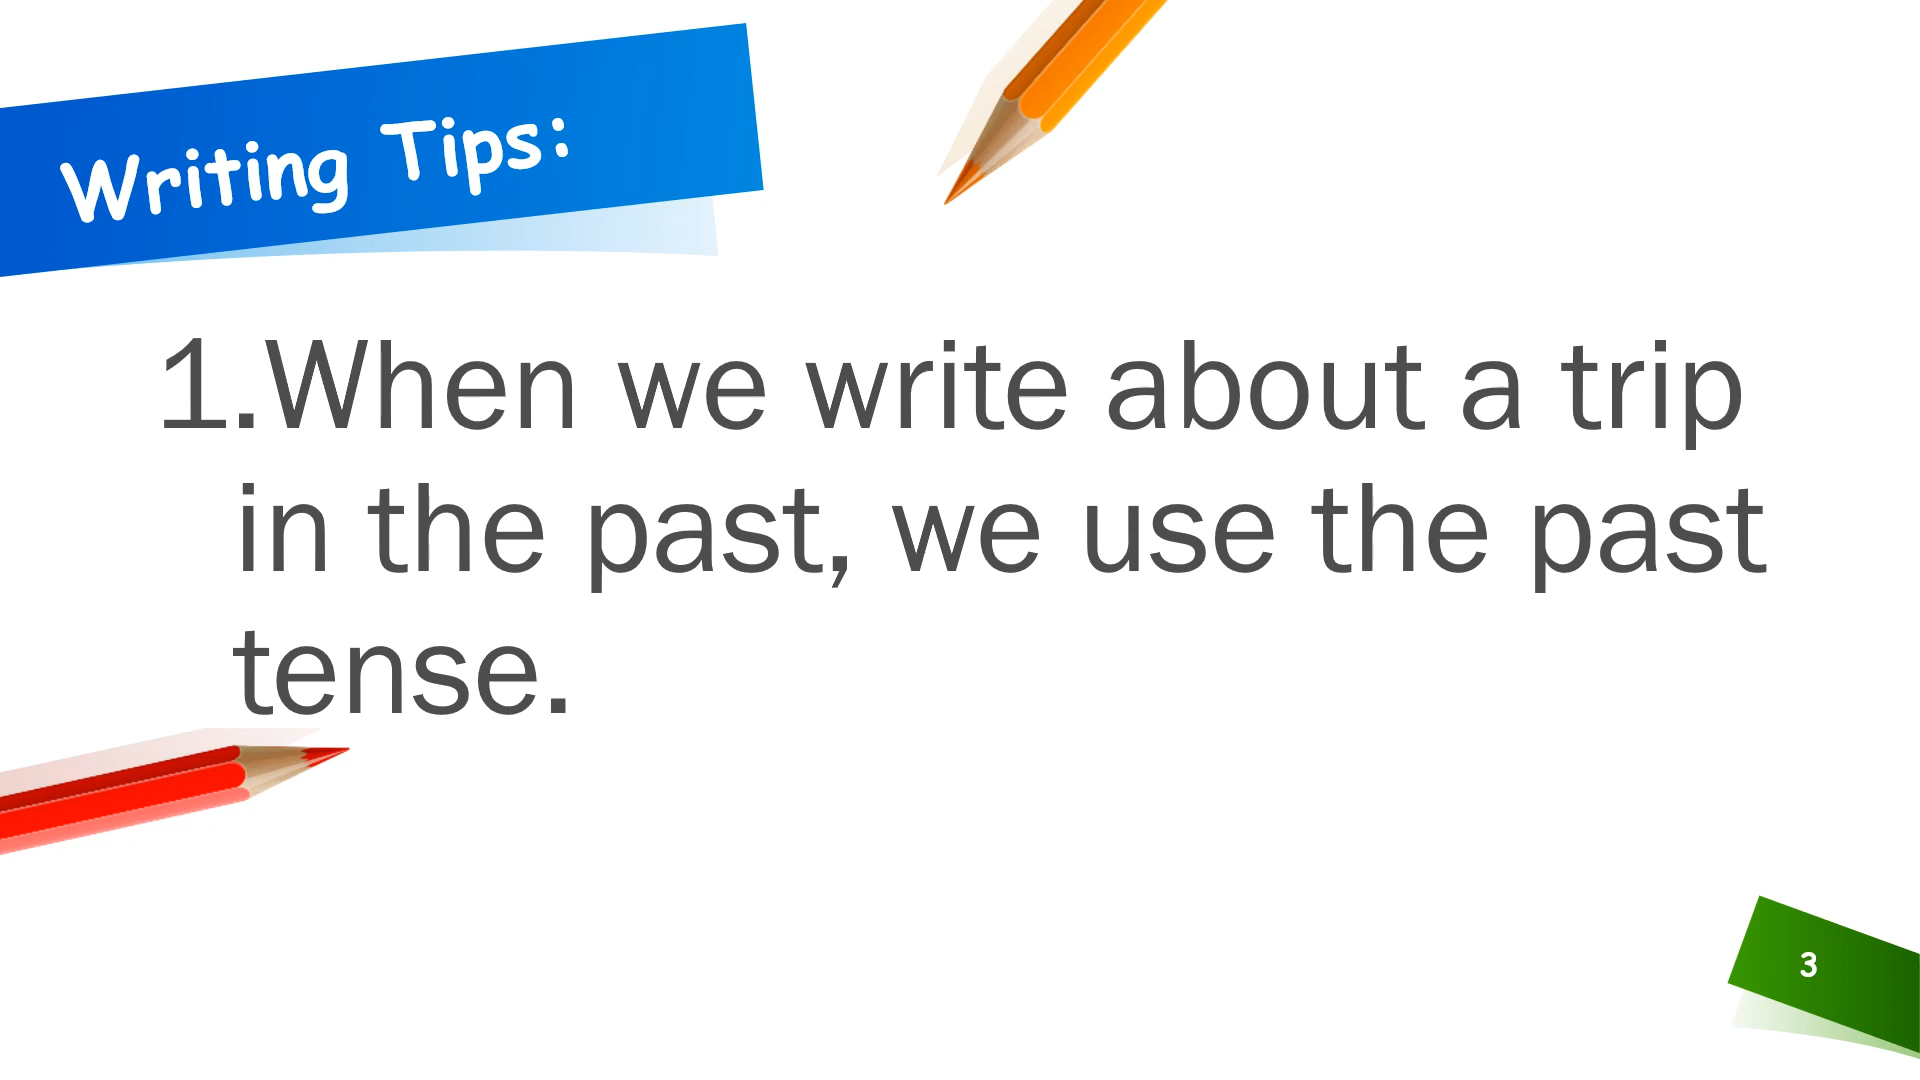 Writing Tips:
1.When we write about a trip
in the past, we use the past
tense.
3